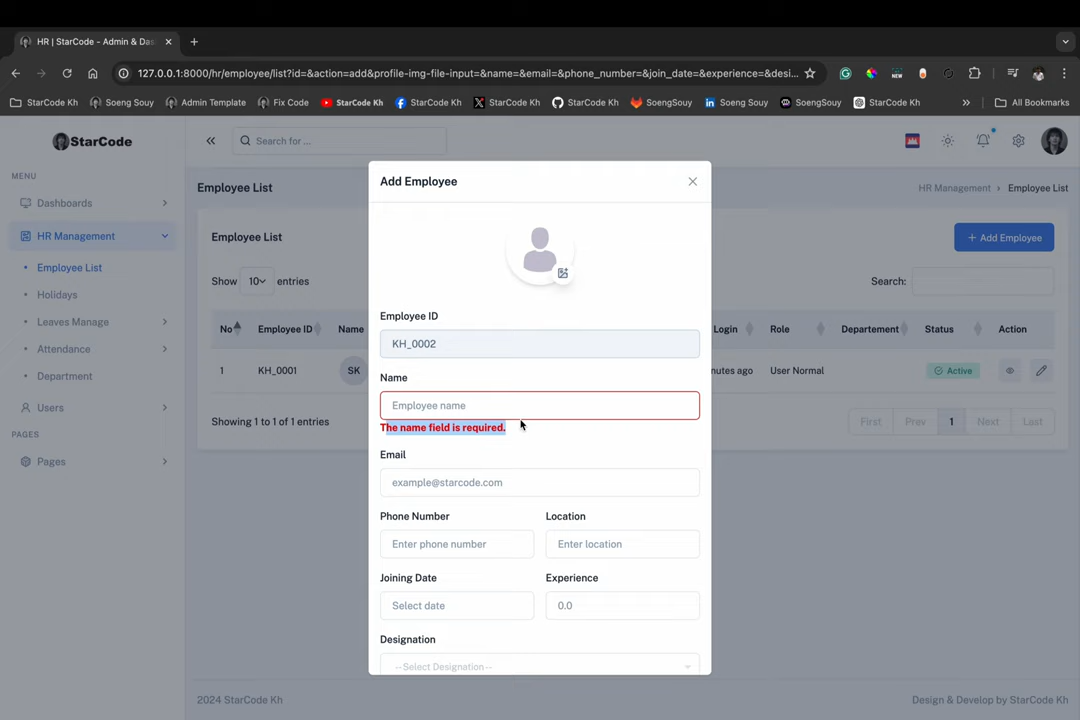 HR | StarCode - Admin & Das
127.0.0.1:8000/hr/employee/list?id=&action=add&profile-img-file-input=&name=&email=&phone_number=&join_date=&experience=&desi...
StarCode Kh
Soeng Souy
Admin Template
Fix Code
StarCode Kh
StarCode Kh
StarCode Kh
StarCode Kh
SoengSouy
Soeng Souy
SoengSouy
StarCode Kh
All Bookmarks
StarCode
Search for ...
MENU
Dashboards
HR Management
Employee List
Holidays
Leaves Manage
Attendance
Department
Users
PAGES
Pages
Employee List
HR Management
Employee List
Employee List
+ Add Employee
Show 10 entries
Search:
No
Employee ID
Name
Login
Role
Departement
Status
Action
1
KH_0001
SK
nutes ago
User Normal
Active
Showing 1 to 1 of 1 entries
First
Prev
1
Next
Last
Add Employee
Employee ID
KH_0002
Name
Employee name
The name field is required.
Email
example@starcode.com
Phone Number
Location
Enter phone number
Enter location
Joining Date
Experience
Select date
0.0
Designation
--Select Designation--
2024 StarCode Kh
Design & Develop by StarCode Kh